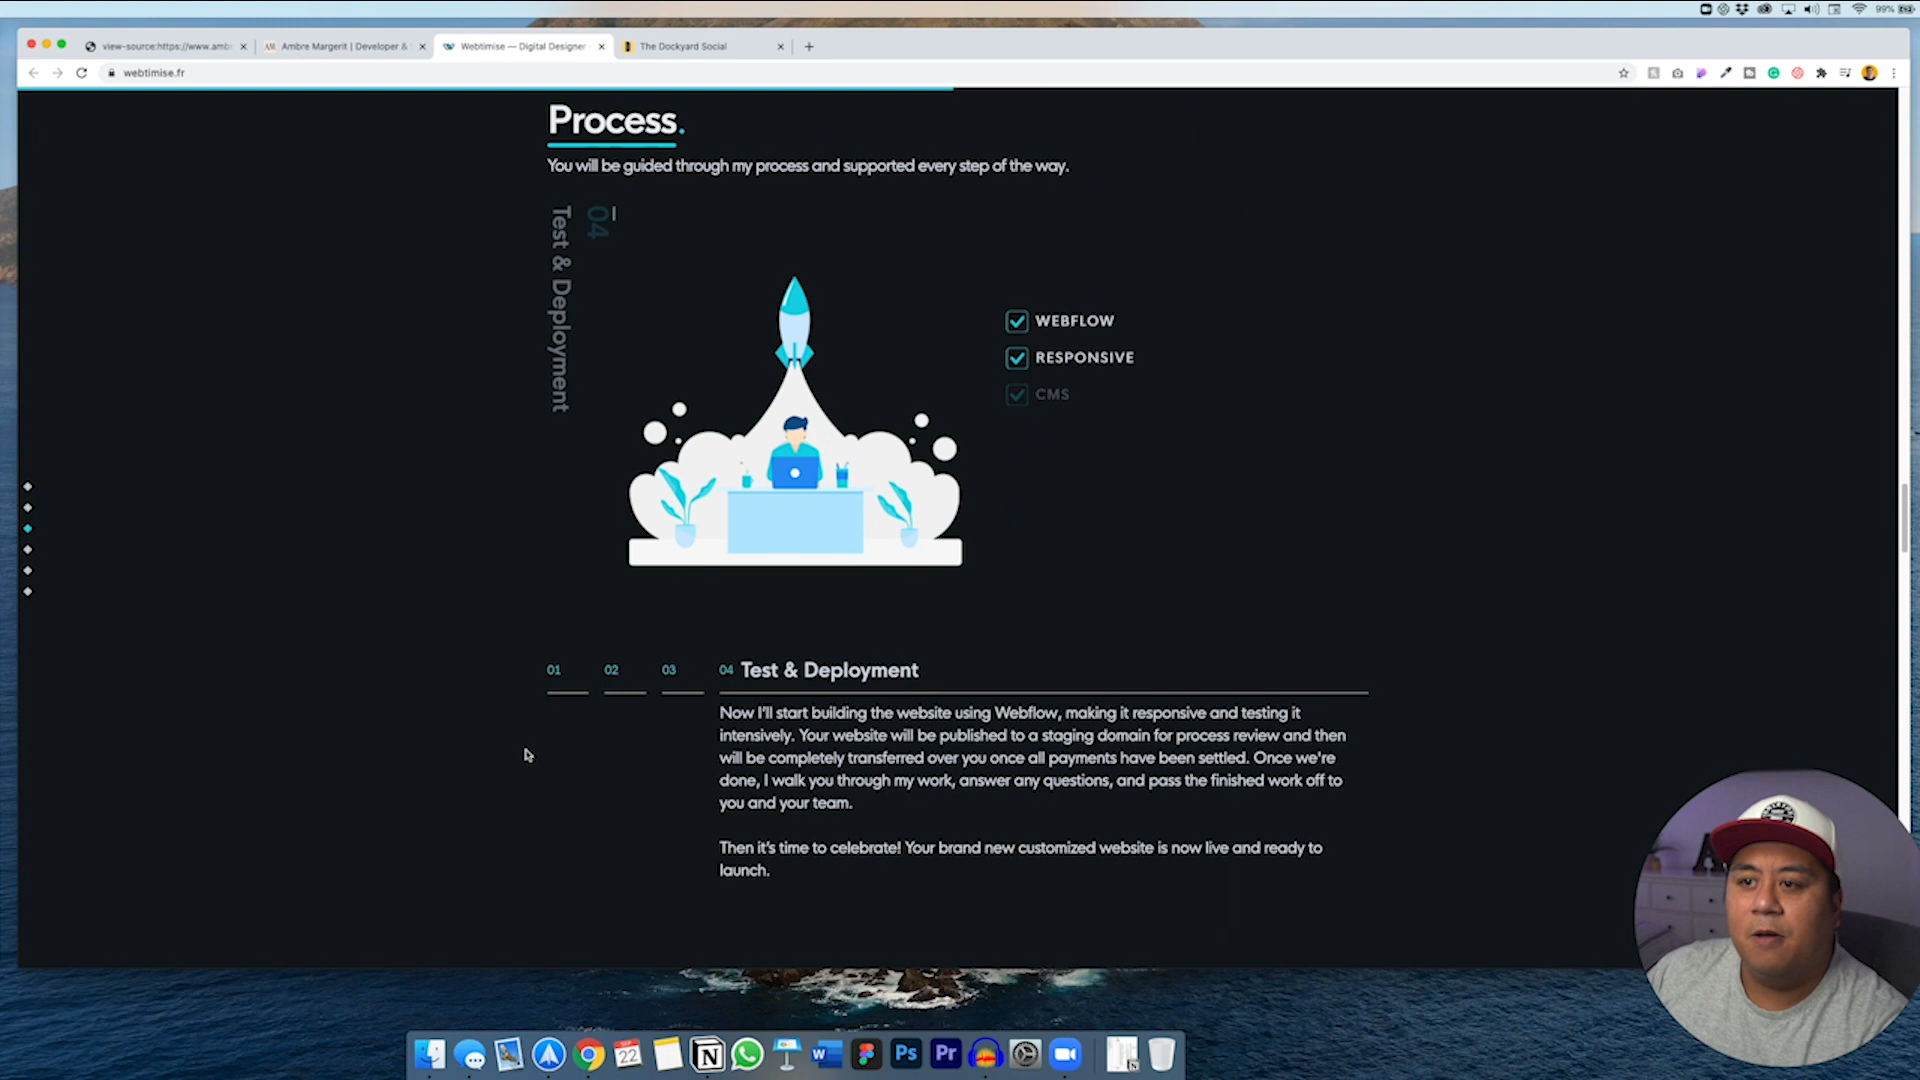 99%
view-source:https://www.amb
AM Ambre Margerit | Developer &
Webtimise — Digital Designer
The Dockyard Social
webtimise.fr
Process.
You will be guided through my process and supported every step of the way.
04
Test & Deployment
WEBFLOW
RESPONSIVE
CMS
01 02 03 04 Test & Deployment
Now I'll start building the website using Webflow, making it responsive and testing it
intensively. Your website will be published to a staging domain for process review and then
will be completely transferred over you once all payments have been settled. Once we're
done, I walk you through my work, answer any questions, and pass the finished work off to
you and your team.
Then it's time to celebrate! Your brand new customized website is now live and ready to
launch.
22
N
W
Ps
Pr